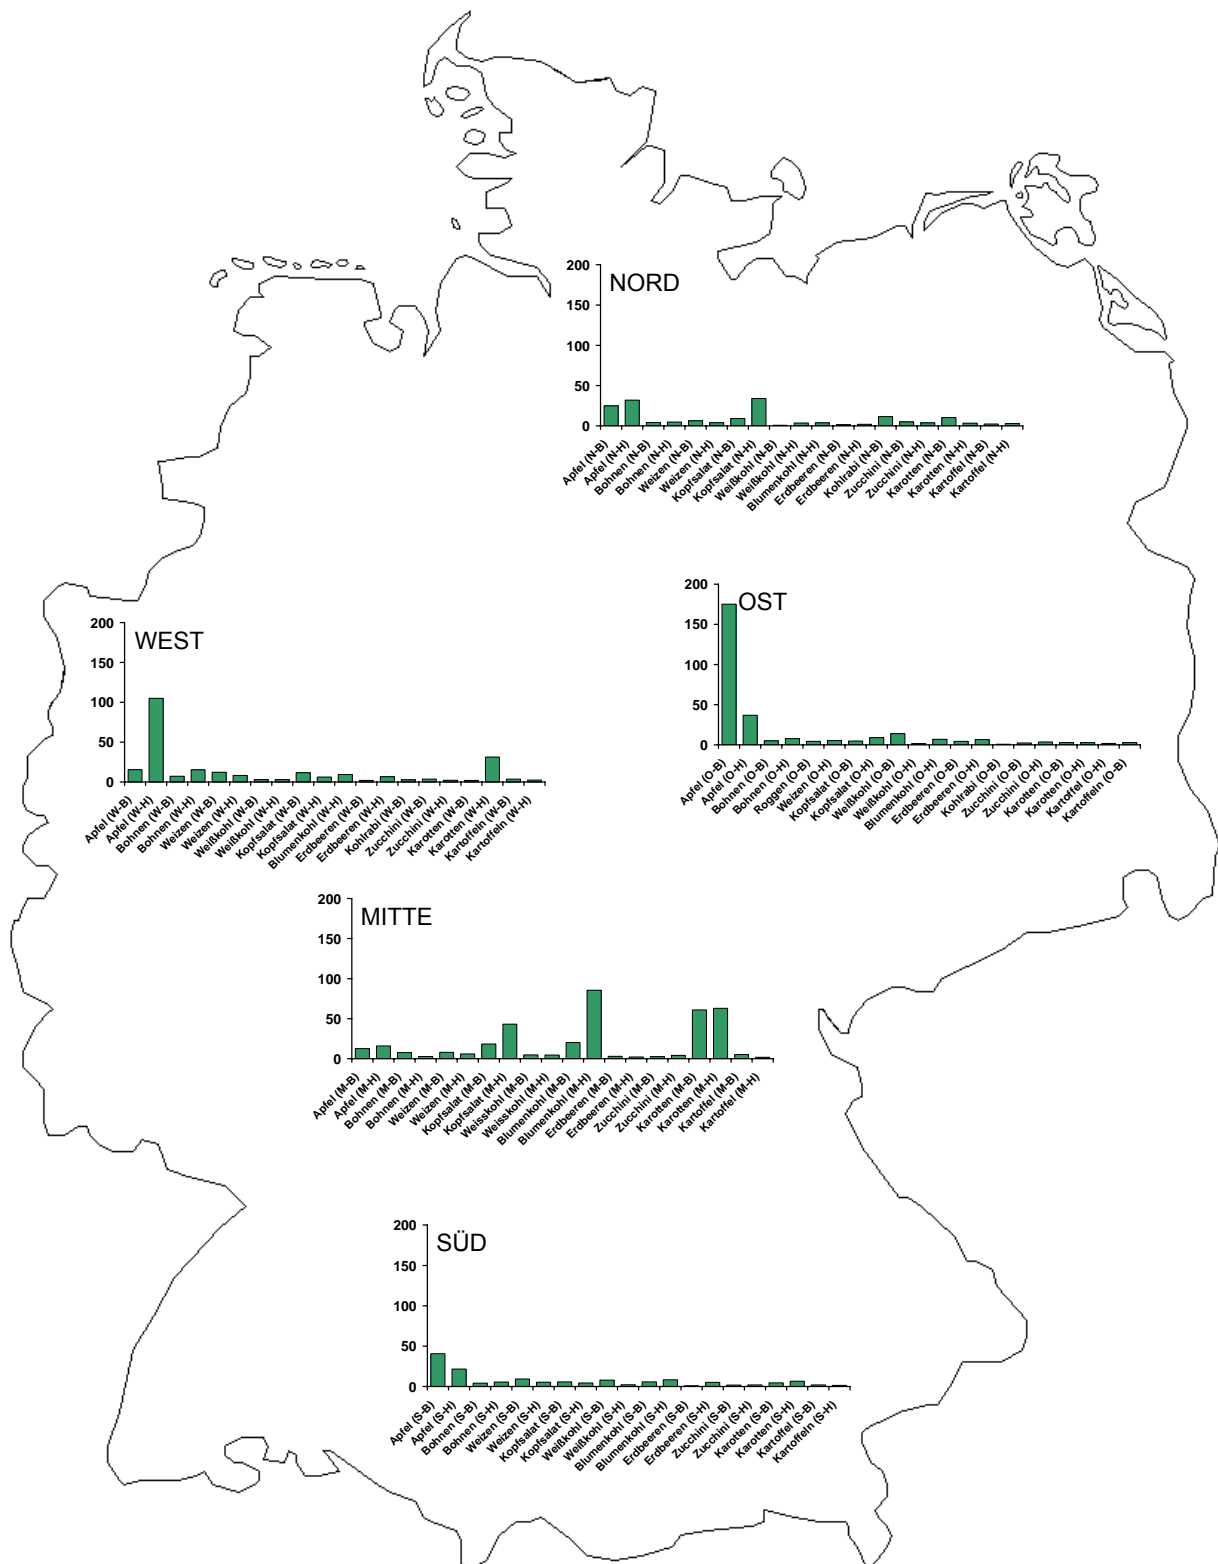 NORD
200
150
100
50
0
Apfel (N-B)
Apfel (N-H)
Bohnen (N-B)
Bohnen (N-H)
Weizen (N-B)
Weizen (N-H)
Kopfsalat (N-B)
Kopfsalat (N-H)
Weißkohl (N-B)
Weißkohl (N-H)
Blumenkohl (N-H)
Erdbeeren (N-B)
Erdbeeren (N-H)
Kohlrabi (N-B)
Zucchini (N-B)
Zucchini (N-H)
Karotten (N-B)
Karotten (N-H)
Kartoffel (N-B)
Kartoffel (N-H)
OST
200
150
100
50
0
Apfel (O-B)
Apfel (O-H)
Bohnen (O-B)
Bohnen (O-H)
Roggen (O-B)
Weizen (O-H)
Kopfsalat (O-B)
Kopfsalat (O-H)
Weißkohl (O-B)
Weißkohl (O-H)
Blumenkohl (O-H)
Erdbeeren (O-B)
Erdbeeren (O-H)
Kohlrabi (O-B)
Zucchini (O-B)
Zucchini (O-H)
Karotten (O-B)
Karotten (O-H)
Kartoffeln (O-H)
Kartoffeln (O-B)
WEST
200
150
100
50
0
Apfel (W-B)
Apfel (W-H)
Bohnen (W-B)
Bohnen (W-H)
Weizen (W-B)
Weizen (W-H)
Weißkohl (W-B)
Weißkohl (W-H)
Kopfsalat (W-B)
Kopfsalat (W-H)
Blumenkohl (W-H)
Erdbeeren (W-B)
Erdbeeren (W-H)
Kohlrabi (W-B)
Zucchini (W-B)
Zucchini (W-H)
Karotten (W-B)
Karotten (W-H)
Kartoffeln (W-B)
Kartoffeln (W-H)
MITTE
200
150
100
50
0
Apfel (M-B)
Apfel (M-H)
Bohnen (M-B)
Bohnen (M-H)
Weizen (M-B)
Weizen (M-H)
Kopfsalat (M-B)
Kopfsalat (M-H)
Weisskohl (M-B)
Weisskohl (M-H)
Blumenkohl (M-B)
Blumenkohl (M-H)
Erdbeeren (M-B)
Erdbeeren (M-H)
Zucchini (M-B)
Zucchini (M-H)
Karotten (M-B)
Karotten (M-H)
Kartoffel (M-B)
Kartoffel (M-H)
SÜD
200
150
100
50
0
Apfel (S-B)
Apfel (S-H)
Bohnen (S-B)
Bohnen (S-H)
Weizen (S-B)
Weizen (S-H)
Kopfsalat (S-B)
Kopfsalat (S-H)
Weißkohl (S-B)
Weißkohl (S-H)
Blumenkohl (S-B)
Blumenkohl (S-H)
Erdbeeren (S-B)
Erdbeeren (S-H)
Zucchini (S-B)
Zucchini (S-H)
Karotten (S-B)
Karotten (S-H)
Kartoffel (S-B)
Kartoffeln (S-H)